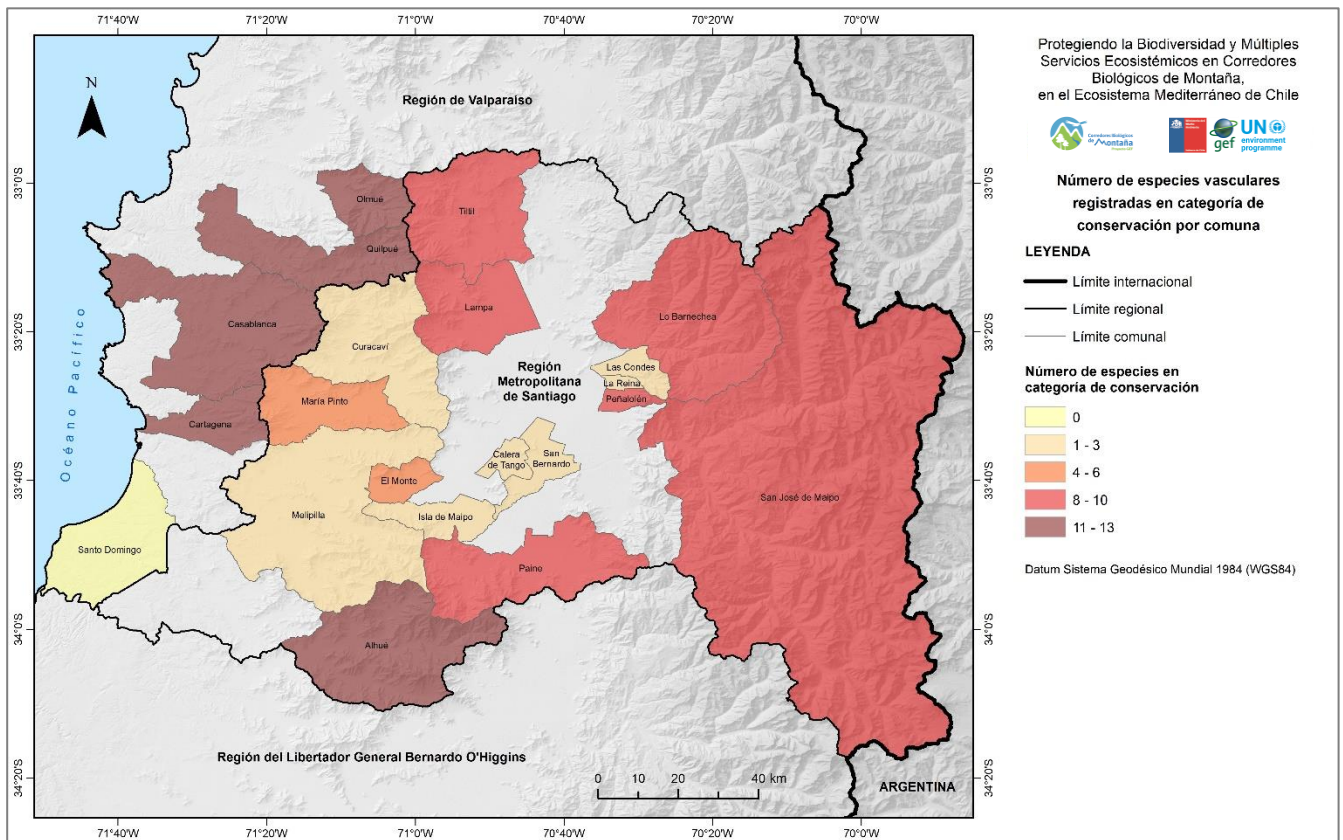 71°40'W 71°20'W 71°0'W 70°40'W 70°20'W 70°0'W
N
Región de Valparaiso
33°0'S 33°0'S
Olmué
Tiltil
Quilpué
Lampa
Casablanca
Lo Barnechea
33°20'S 33°20'S
Curacaví
Océano Pacífico
Región
Metropolitana
de Santiago
Las Condes
La Reina
Peñalolén
María Pinto
Cartagena
Calera
de Tango
San
Bernardo
33°40'S 33°40'S
El Monte
San José de Maipo
Melipilla
Isla de Maipo
Santo Domingo
Paine
34°0'S 34°0'S
Alhué
Región del Libertador General Bernardo O'Higgins
0 10 20 40 km
ARGENTINA
34°20'S 34°20'S
71°40'W 71°20'W 71°0'W 70°40'W 70°20'W 70°0'W
Protegiendo la Biodiversidad y Múltiples
Servicios Ecosistémicos en Corredores
Biológicos de Montaña,
en el Ecosistema Mediterráneo de Chile
Corredores Biológicos
de Montaña
gef
UN
environment
programme
Número de especies vasculares
registradas en categoría de
conservación por comuna
LEYENDA
Límite internacional
Límite regional
Límite comunal
Número de especies en
categoría de conservación
0
1 - 3
4 - 6
8 - 10
11 - 13
Datum Sistema Geodésico Mundial 1984 (WGS84)